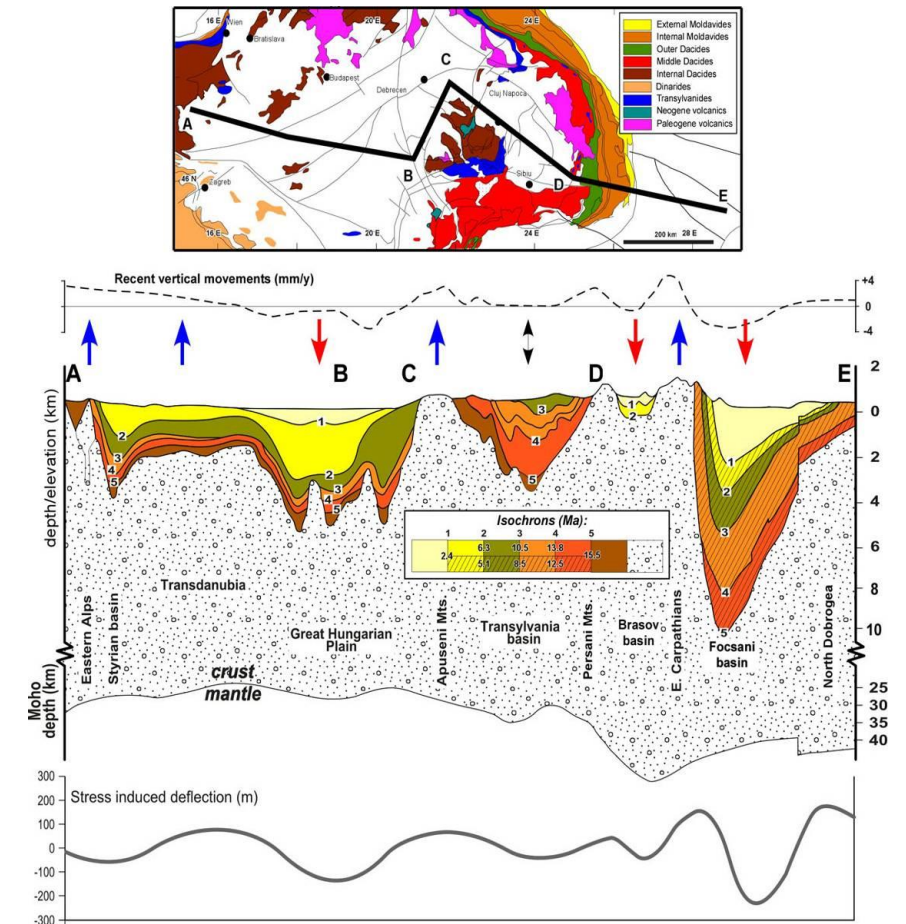 16 E
20 E
24 E
Wien
Bratislava
Budapest
Debrecen
C
Cluj Napoca
A
B
46 N
Zagreb
Sibiu
D
E
16 E
20 E
24 E
200 km
28 E
External Moldavides
Internal Moldavides
Outer Dacides
Middle Dacides
Internal Dacides
Dinarides
Transylvanides
Neogene volcanics
Paleogene volcanics
Recent vertical movements (mm/y)
+4
0
-4
A
B
C
D
E
depth/elevation (km)
2
0
2
4
6
8
10
1
2
3
4
5
1
2
3
4
5
3
4
5
1
2
1
2
3
4
5
Isochrons (Ma):
1 2 3 4 5
2.4
6.3 10.5 13.8
5.1 8.5 12.5
15.5
Eastern Alps
Styrian basin
Transdanubia
Great Hungarian
Plain
Apuseni Mts.
Transylvania
basin
Persani Mts.
Brasov
basin
E. Carpathians
Focsani
basin
North Dobrogea
crust
mantle
Moho
depth (km)
25
30
35
40
Stress induced deflection (m)
300
200
100
0
-100
-200
-300